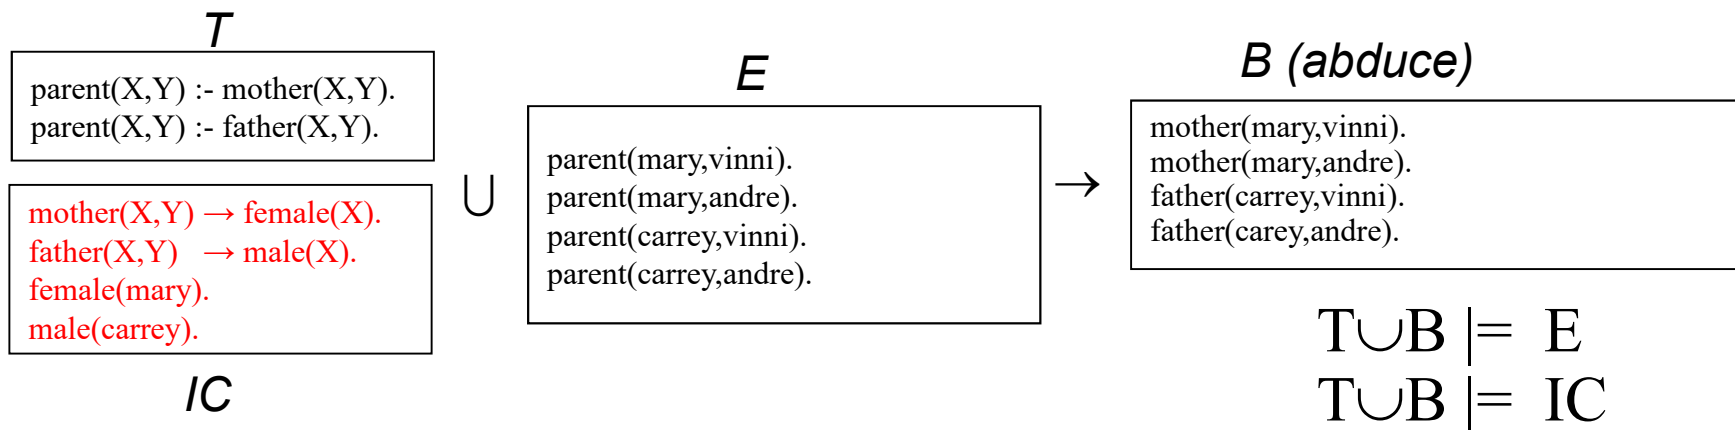 T
parent(X,Y) :- mother(X,Y).
parent(X,Y) :- father(X,Y).
mother(X,Y) → female(X).
father(X,Y) → male(X).
female(mary).
male(carrey).
IC
∪
E
parent(mary,vinni).
parent(mary,andre).
parent(carrey,vinni).
parent(carrey,andre).
→
B (abduce)
mother(mary,vinni).
mother(mary,andre).
father(carrey,vinni).
father(carey,andre).
T∪B |= E
T∪B |= IC